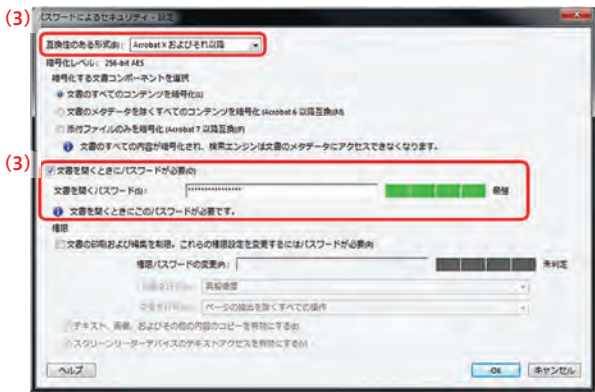 (3)
パスワードによるセキュリティ - 設定
互換性のある形式(B): Acrobat X およびそれ以降
暗号化レベル: 256-bit AES
暗号化する文書コンポーネントを選択
文書のすべてのコンテンツを暗号化(L)
文書のメタデータを除くすべてのコンテンツを暗号化 (Acrobat 6 以降互換)(M)
添付ファイルのみを暗号化 (Acrobat 7 以降互換)(F)
文書のすべての内容が暗号化され、検索エンジンは文書のメタデータにアクセスできなくなります。
(3)
文書を開くときにパスワードが必要(O)
文書を開くパスワード(S): **************** 最強
文書を開くときにこのパスワードが必要です。
権限
文書の印刷および編集を制限。これらの権限設定を変更するにはパスワードが必要(R)
権限パスワードの変更(P): 未判定
高解像度
ページの抽出を除くすべての操作
テキスト、画像、およびその他の内容のコピーを有効にする(E)
スクリーンリーダーデバイスのテキストアクセスを有効にする(V)
ヘルプ OK キャンセル